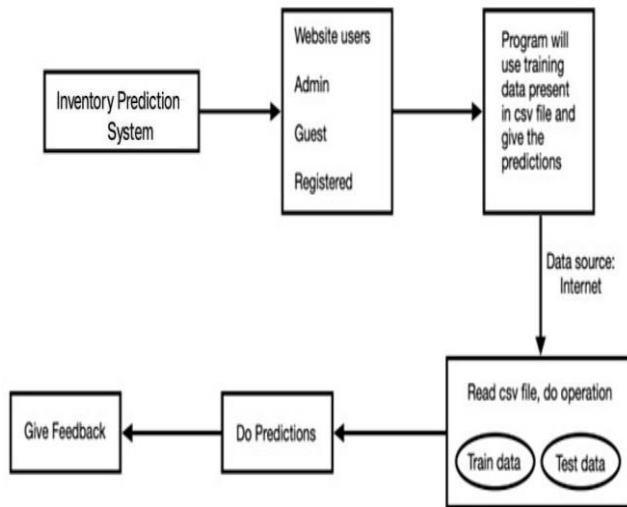 Inventory Prediction
System
Website users
Admin
Guest
Registered
Program will
use training
data present
in csv file and
give the
predictions
Data source:
Internet
Read csv file, do operation
Train data
Test data
Do Predictions
Give Feedback